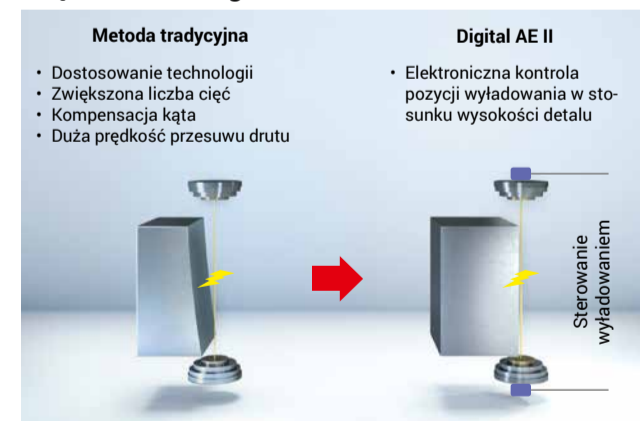 Metoda tradycyjna
• Dostosowanie technologii
• Zwiększona liczba cięć
• Kompensacja kąta
• Duża prędkość przesuwu drutu
Digital AE II
• Elektroniczna kontrola
pozycji wyładowania w sto-
sunku wysokości detalu
Sterowanie
wyładowaniem